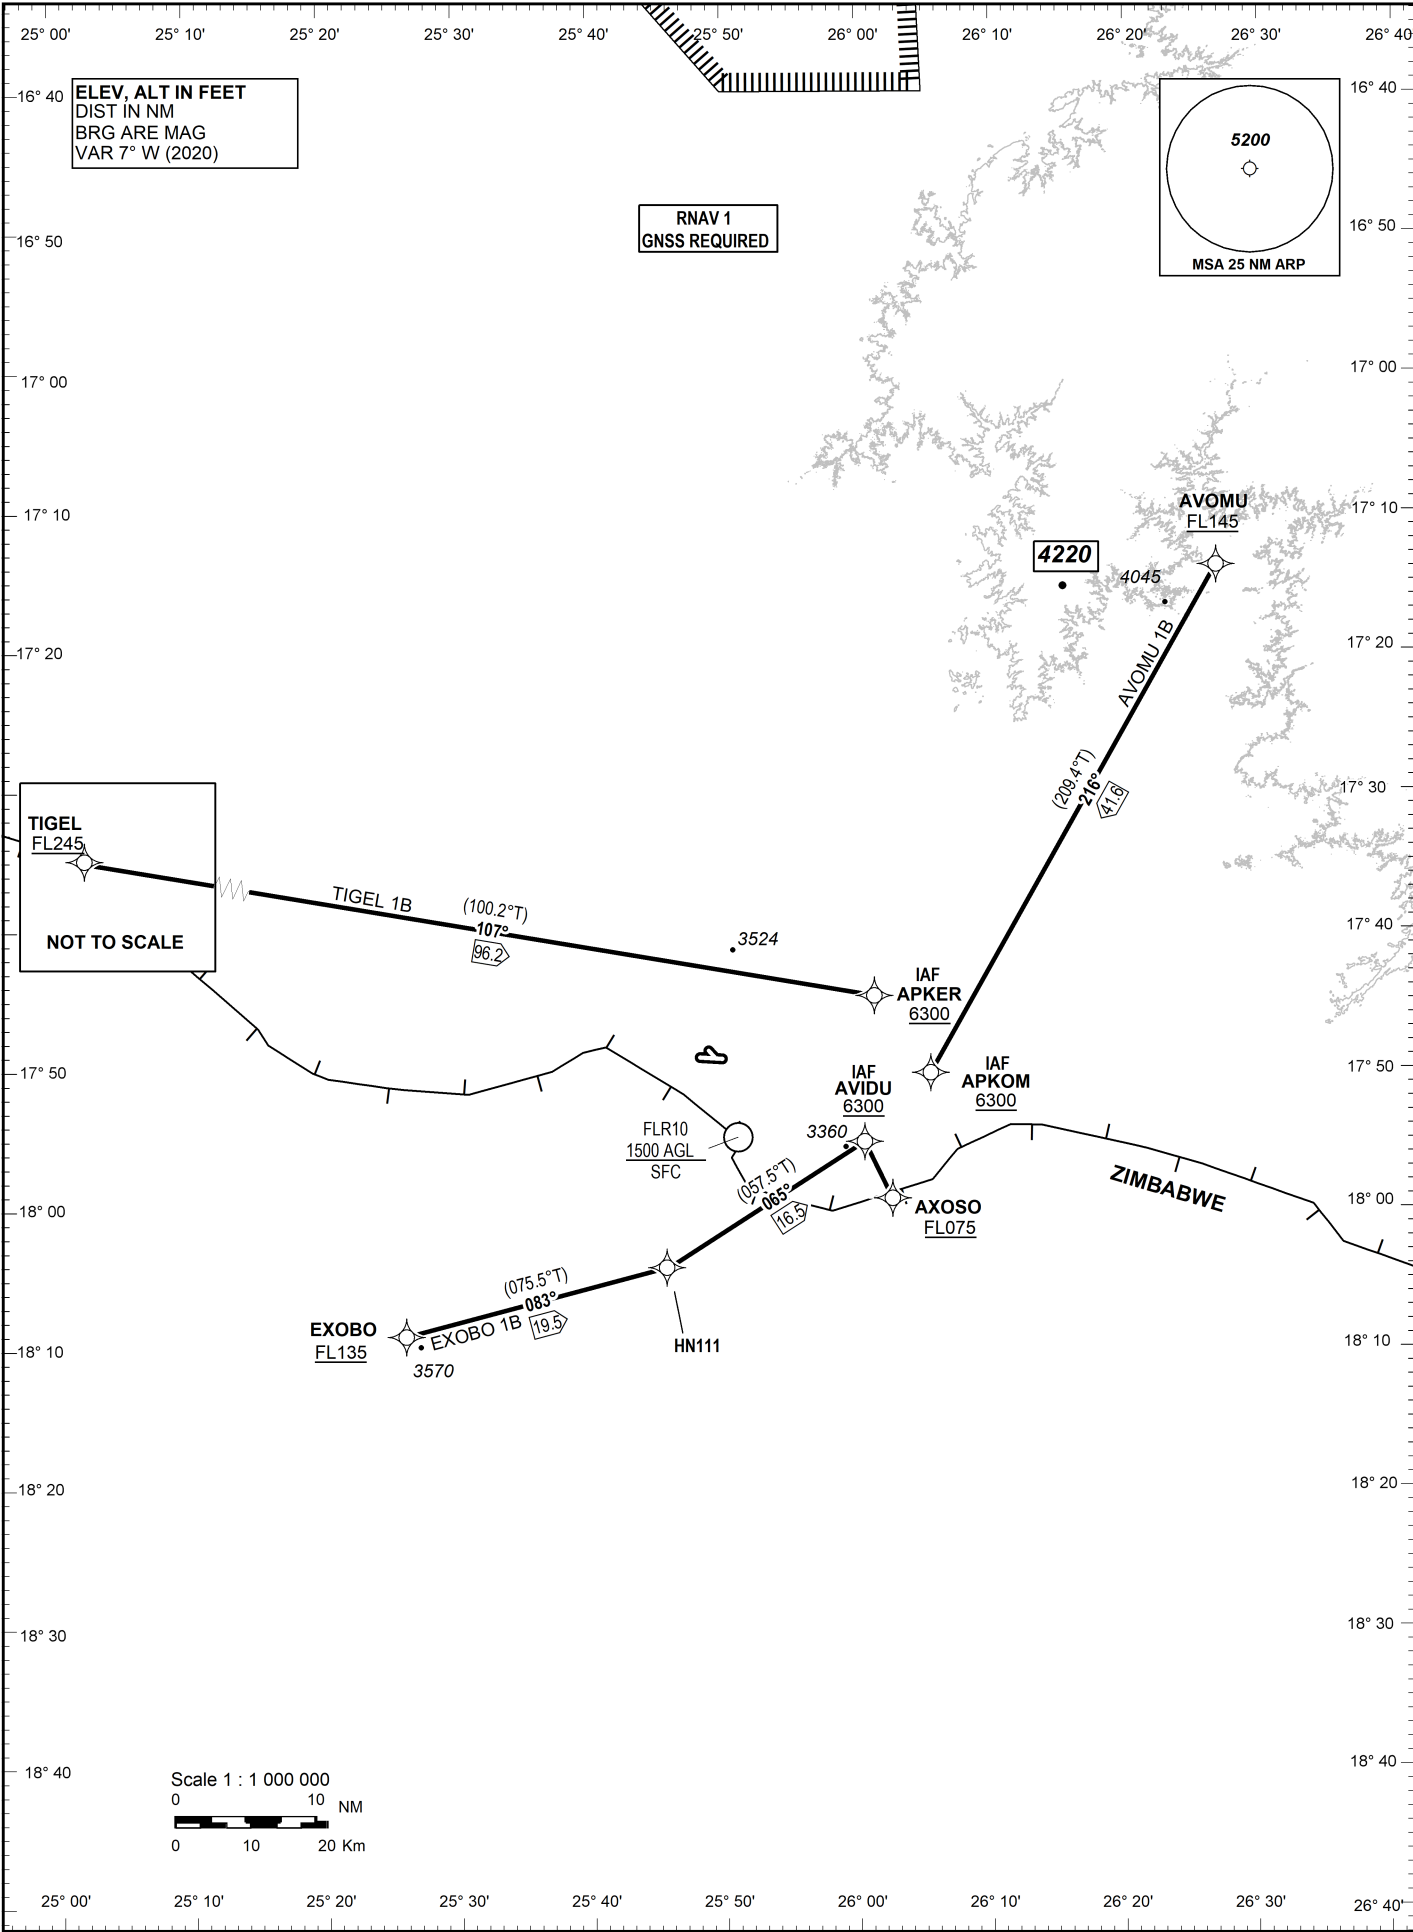 25° 00' 25° 10' 25° 20' 25° 30' 25° 40' 25° 50' 26° 00' 26° 10' 26° 20' 26° 30' 26° 40'
16° 40
16° 40
ELEV, ALT IN FEET
DIST IN NM
BRG ARE MAG
VAR 7° W (2020)
5200
MSA 25 NM ARP
RNAV 1
GNSS REQUIRED
16° 50
16° 50
17° 00
17° 00
AVOMU
FL145
17° 10
17° 10
4220
4045
17° 20
17° 20
AVOMU 1B
(209.4°T)
216°
41.6
17° 30
TIGEL
FL245
NOT TO SCALE
TIGEL 1B
(100.2°T)
107°
96.2
3524
17° 40
IAF
APKER
6300
17° 50
17° 50
IAF
AVIDU
6300
IAF
APKOM
6300
FLR10
1500 AGL
SFC
3360
ZIMBABWE
(057.5°T)
065°
16.5
18° 00
18° 00
AXOSO
FL075
(075.5°T)
083°
19.5
EXOBO 1B
EXOBO
FL135
3570
HN111
18° 10
18° 10
18° 20
18° 20
18° 30
18° 30
18° 40
18° 40
Scale 1 : 1 000 000
0 10 NM
0 10 20 Km
25° 00' 25° 10' 25° 20' 25° 30' 25° 40' 25° 50' 26° 00' 26° 10' 26° 20' 26° 30' 26° 40'